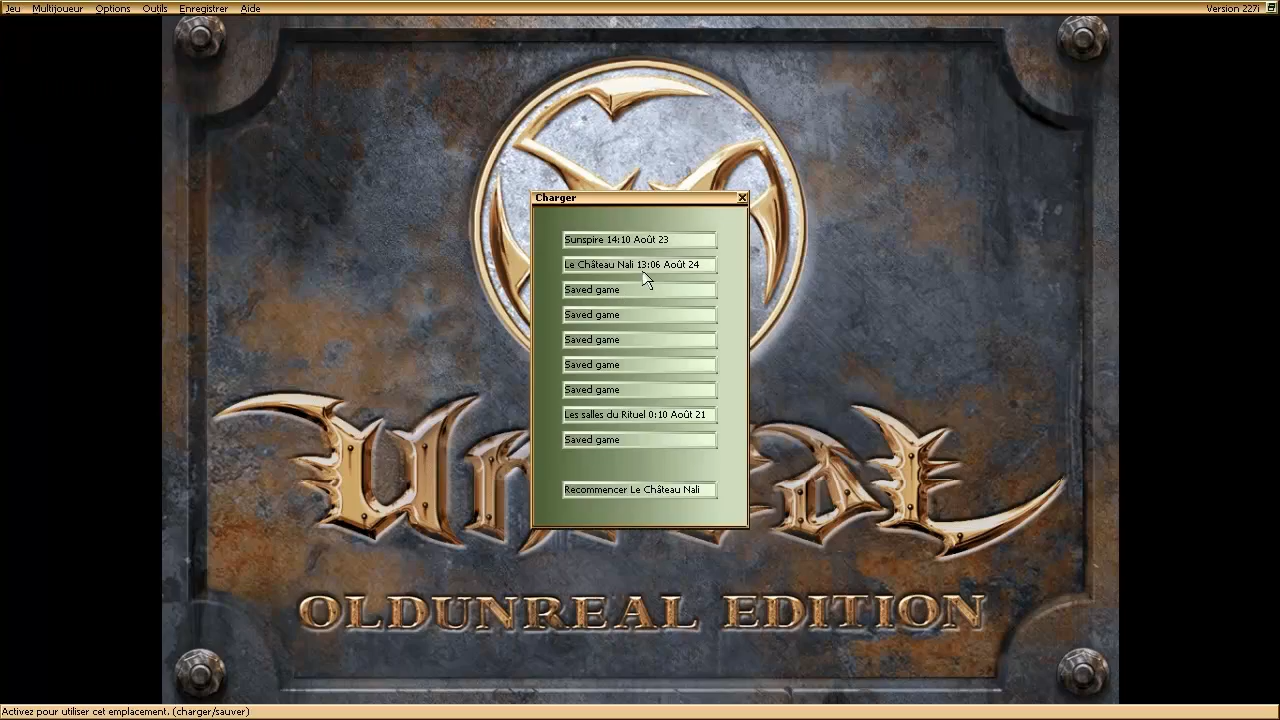 Jeu Multijoueur Options Outils Enregistrer Aide Version 227i
Charger
Sunspire 14:10 Août 23
Le Château Nali 13:06 Août 24
Saved game
Saved game
Saved game
Saved game
Saved game
Les salles du Rituel 0:10 Août 21
Saved game
Recommencer Le Château Nali
Unreal
OLDUNREAL EDITION
Activez pour utiliser cet emplacement. (charger/sauver)